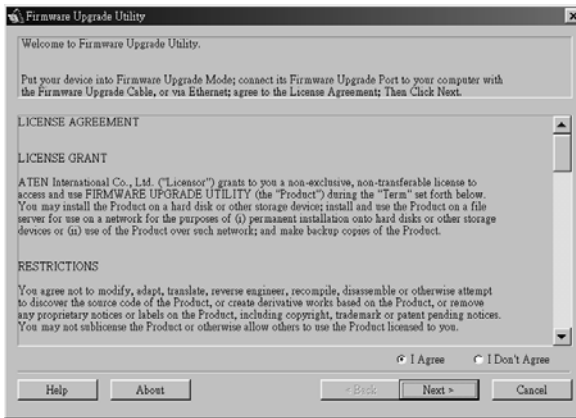 Firmware Upgrade Utility
Welcome to Firmware Upgrade Utility.
Put your device into Firmware Upgrade Mode; connect its Firmware Upgrade Port to your computer with
the Firmware Upgrade Cable, or via Ethernet; agree to the License Agreement; Then Click Next.
LICENSE AGREEMENT
LICENSE GRANT
ATEN International Co., Ltd. ("Licensor") grants to you a non-exclusive, non-transferable license to
access and use FIRMWARE UPGRADE UTILITY (the "Product") during the "Term" set forth below.
You may install the Product on a hard disk or other storage device; install and use the Product on a file
server for use on a network for the purposes of (i) permanent installation onto hard disks or other storage
devices or (ii) use of the Product over such network; and make backup copies of the Product.
RESTRICTIONS
You agree not to modify, adapt, translate, reverse engineer, recompile, disassemble or otherwise attempt
to discover the source code of the Product, or create derivative works based on the Product, or remove
any proprietary notices or labels on the Product, including copyright, trademark or patent pending notices.
You may not sublicense the Product or otherwise allow others to use the Product licensed to you.
I Agree I Don't Agree
Help About < Back Next > Cancel